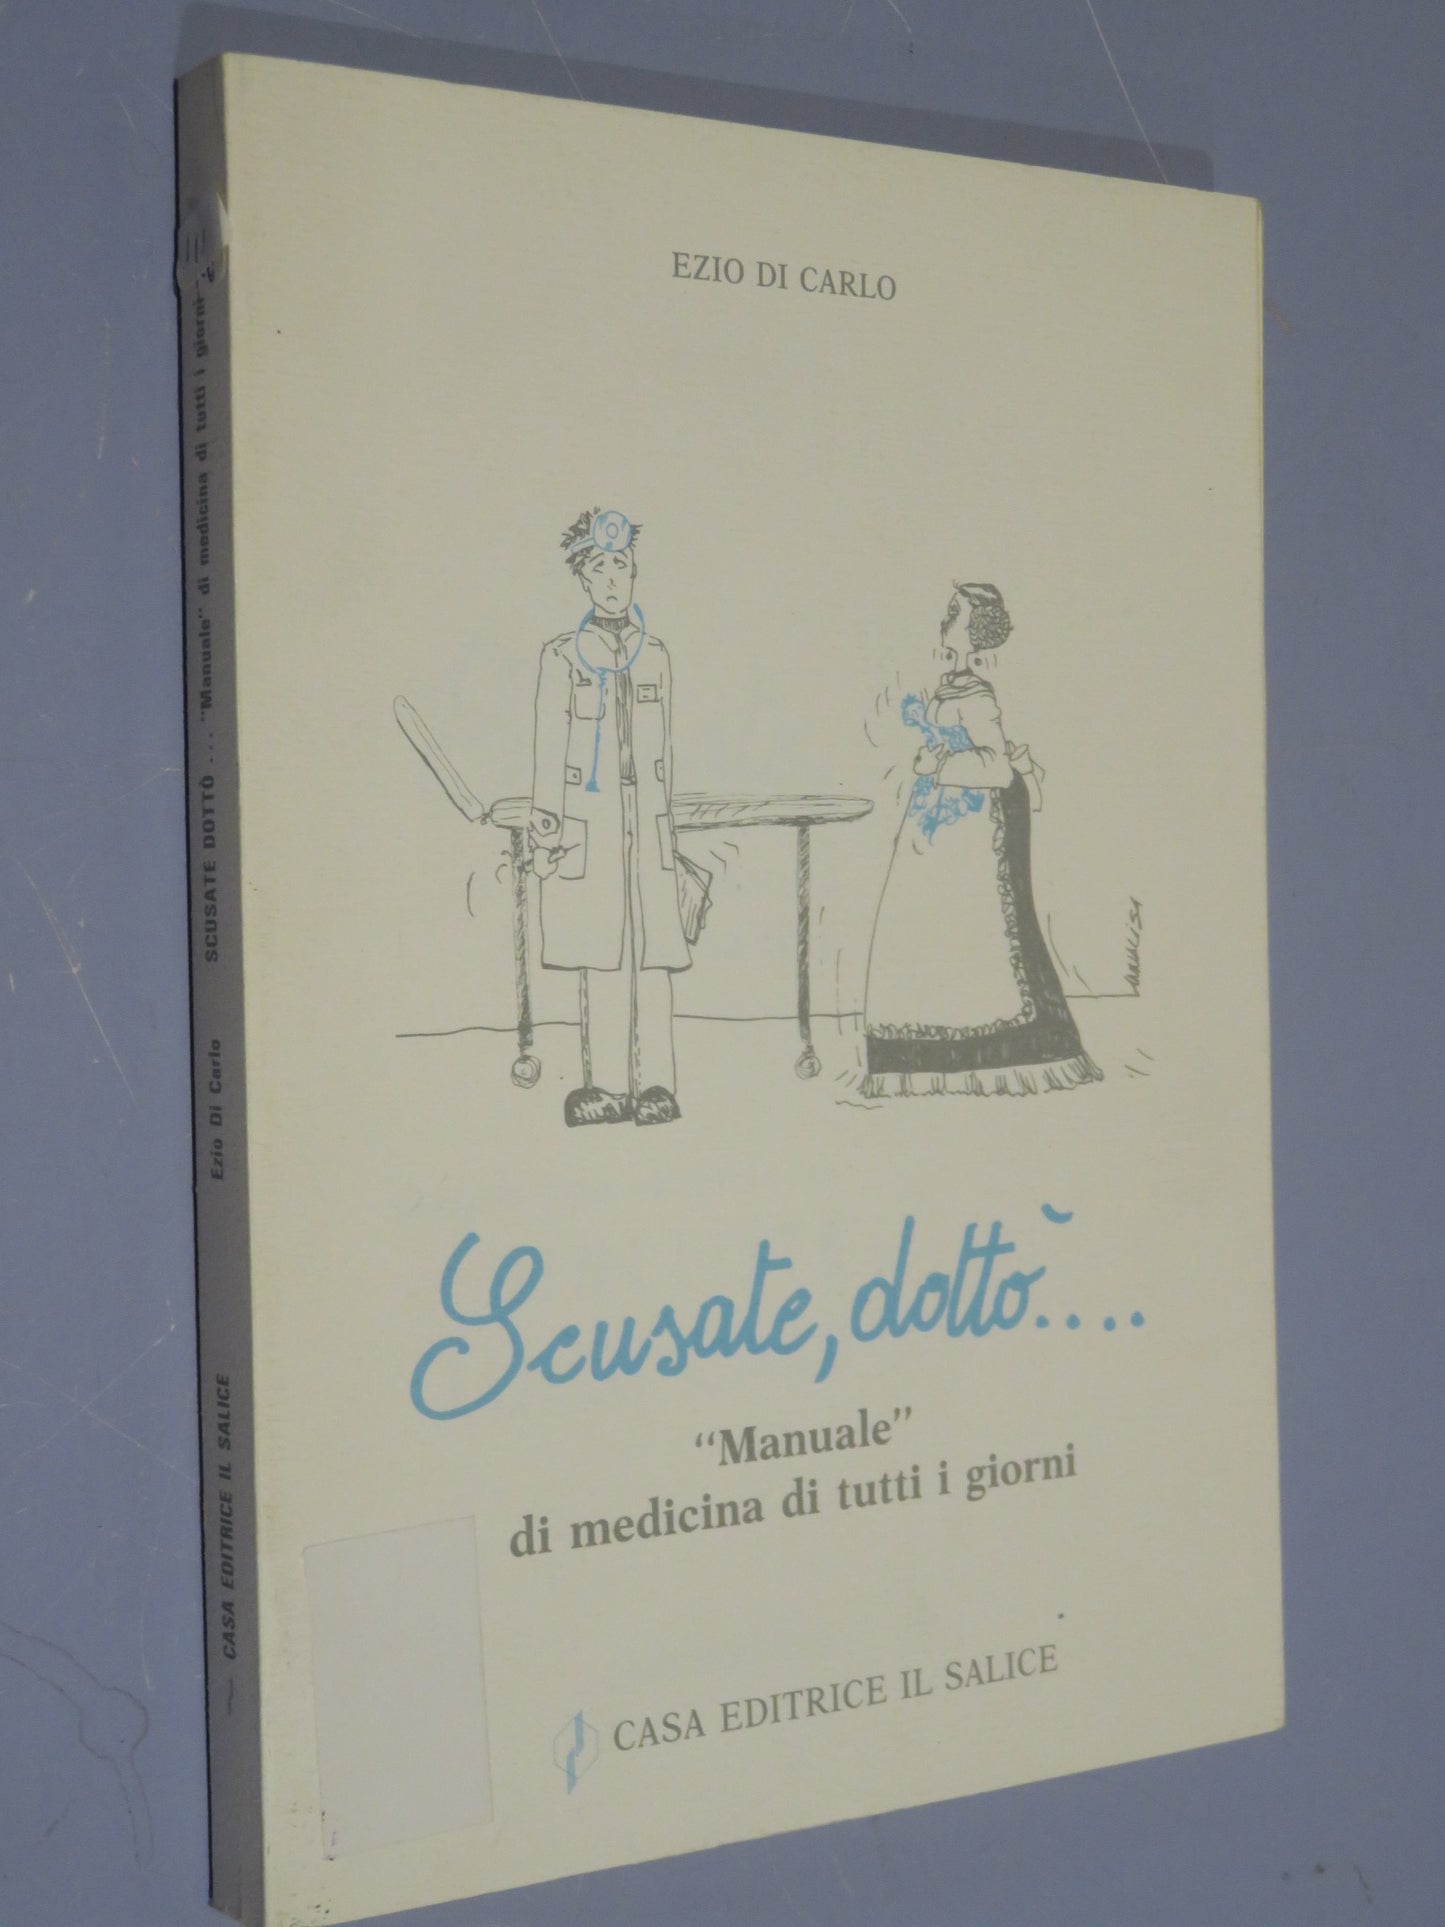 EZIO DI CARLO
Scusate, dottò....
“Manuale”
di medicina di tutti i giorni
CASA EDITRICE IL SALICE
CASA EDITRICE IL SALICE Ezio Di Carlo SCUSATE DOTTÒ ... "Manuale" di medicina di tutti i giorni